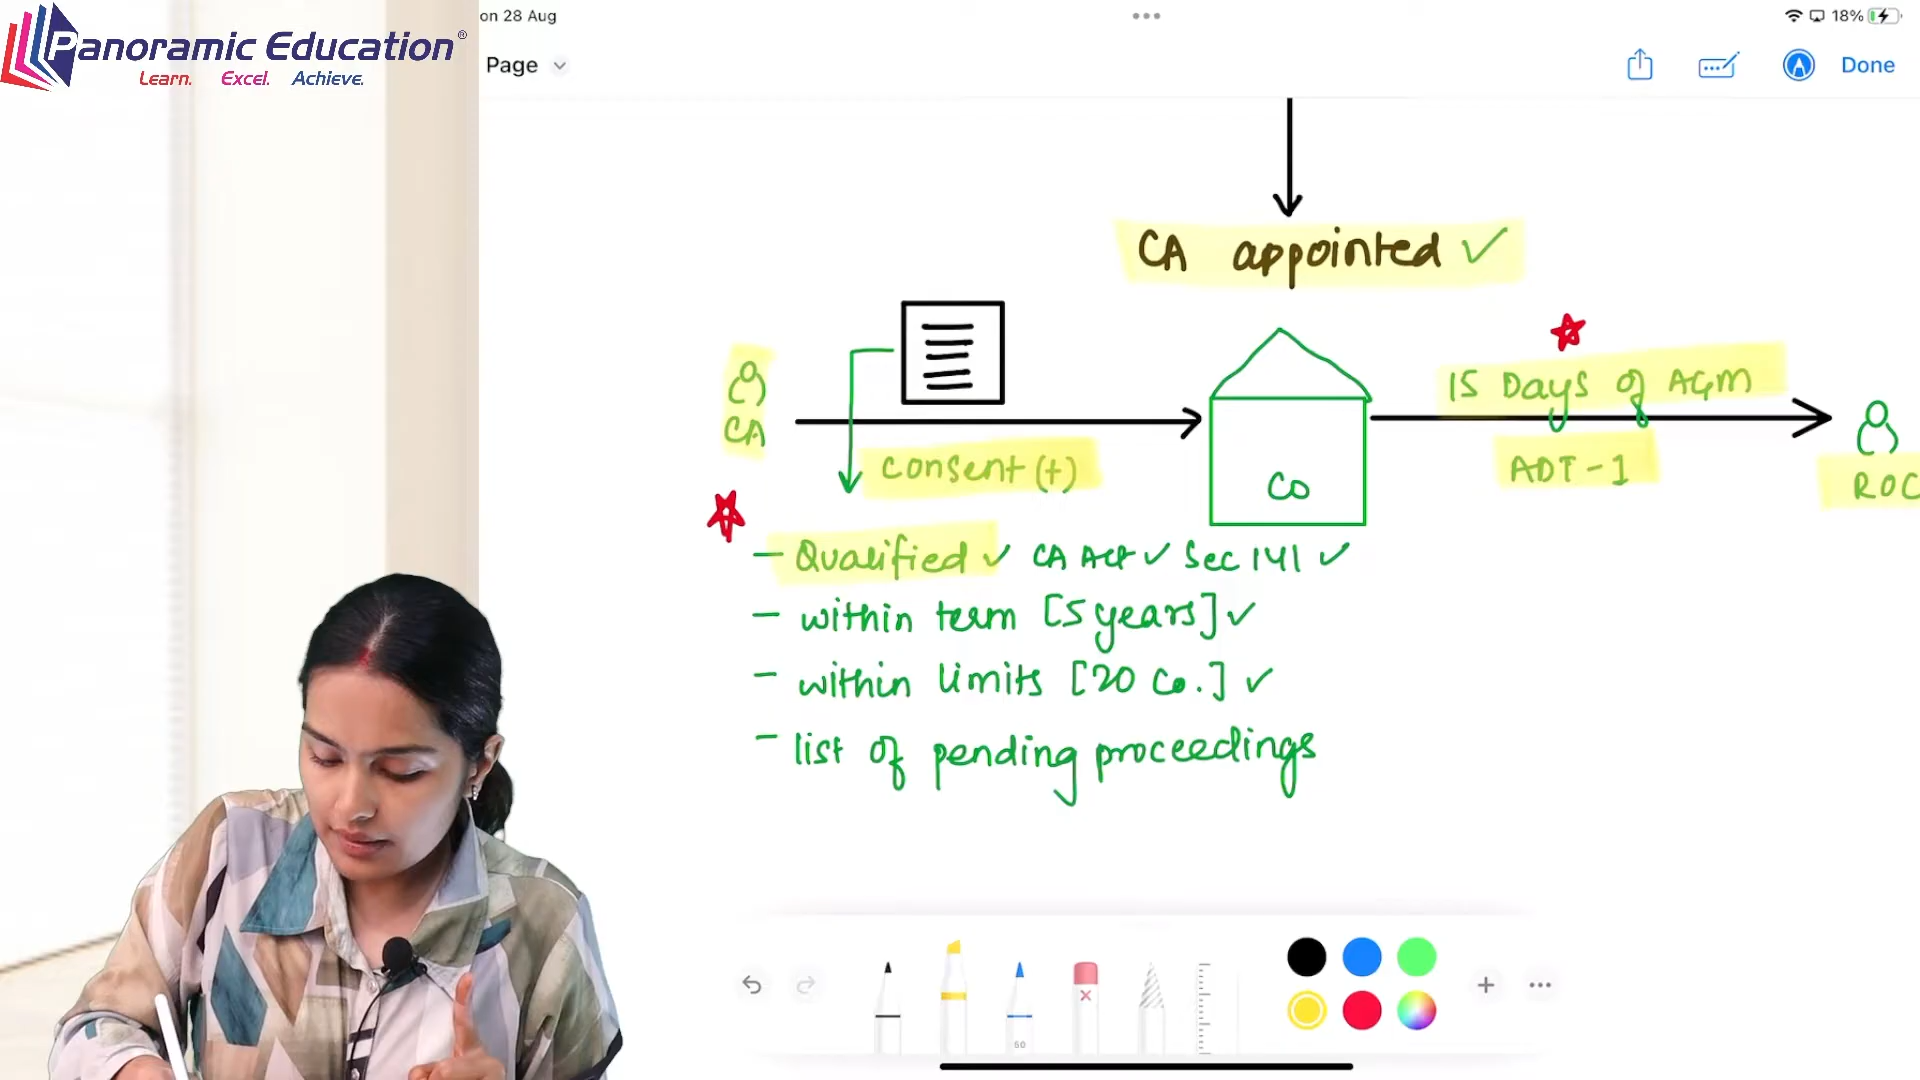 on 28 Aug
18%
Panoramic Education®
Learn. Excel. Achieve.
Page
Done
CA appointed ✓
15 Days of AGM
CA
Consent (+)
ADT-1
CO
ROC
- Qualified ✓ CA Act ✓ Sec 141 ✓
- within term [5 years] ✓
- within limits [20 Co.] ✓
- list of pending proceedings
50